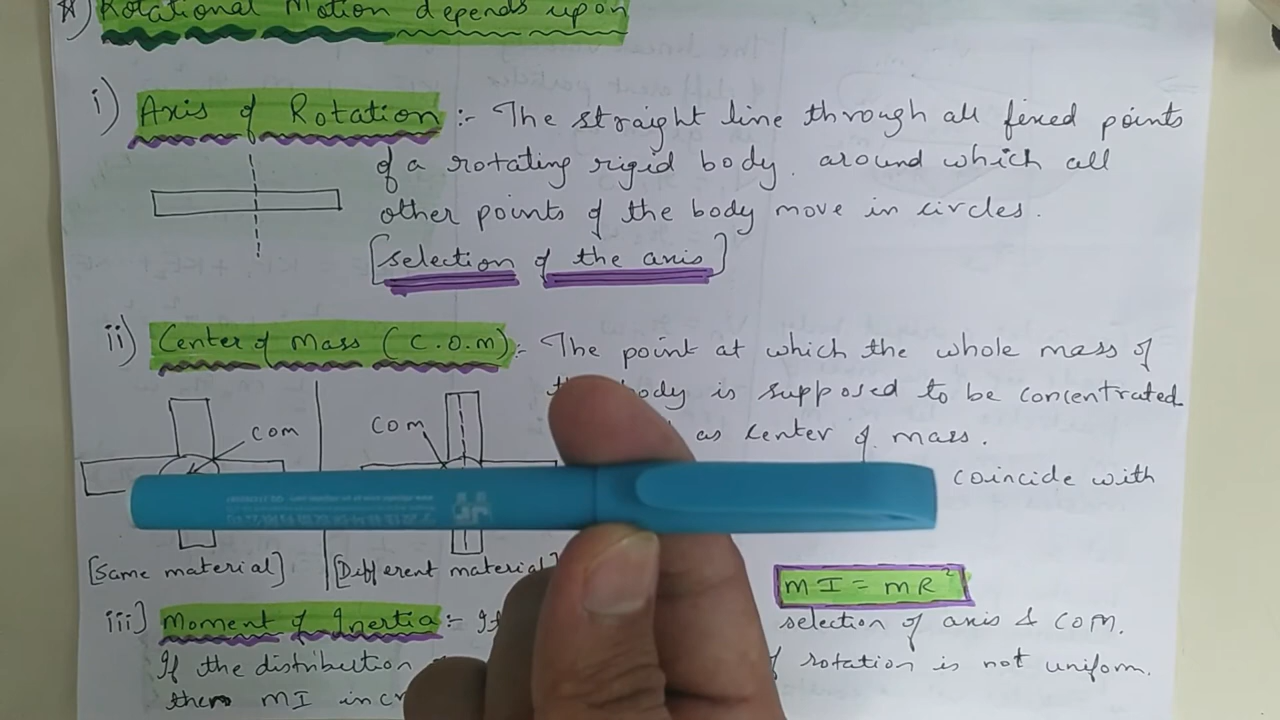 Rotational Motion depends upon
i) Axis of Rotation :- The straight line through all fixed points
of a rotating rigid body. around which all
other points of the body move in circles.
[selection of the axis]
ii) Center of Mass (C.O.M) :- The point at which the whole mass of
body is supposed to be concentrated
as center of mass.
COM
COM
coincide with
[Same material]
[Different material
MI = MR²
iii] Moment of Inertia :- If
selection of axis & COM.
If the distribution
rotation is not uniform.
then MI